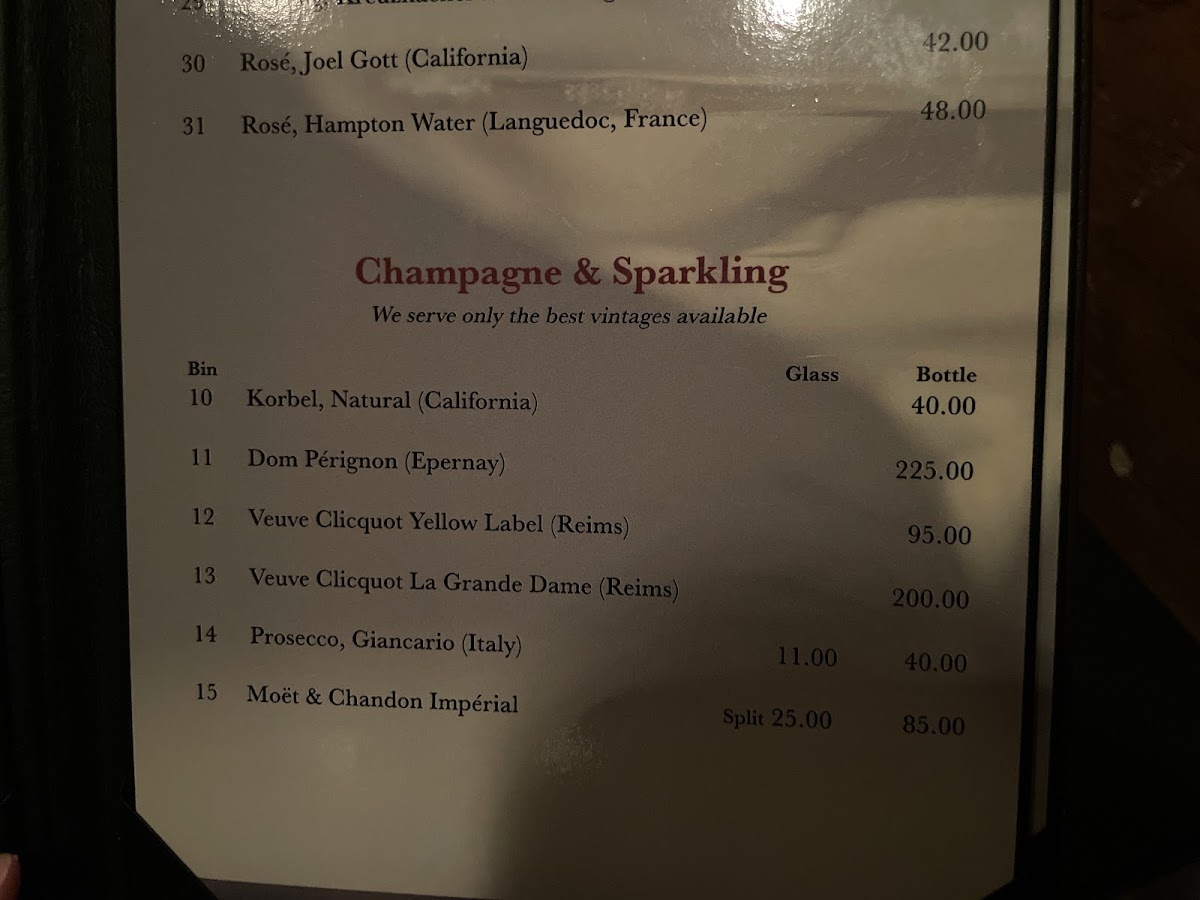 30 Rosé, Joel Gott (California) 42.00
31 Rosé, Hampton Water (Languedoc, France) 48.00
Champagne & Sparkling
We serve only the best vintages available
Bin Glass Bottle
10 Korbel, Natural (California) 40.00
11 Dom Pérignon (Epernay) 225.00
12 Veuve Clicquot Yellow Label (Reims) 95.00
13 Veuve Clicquot La Grande Dame (Reims) 200.00
14 Prosecco, Giancario (Italy) 11.00 40.00
15 Moët & Chandon Impérial Split 25.00 85.00